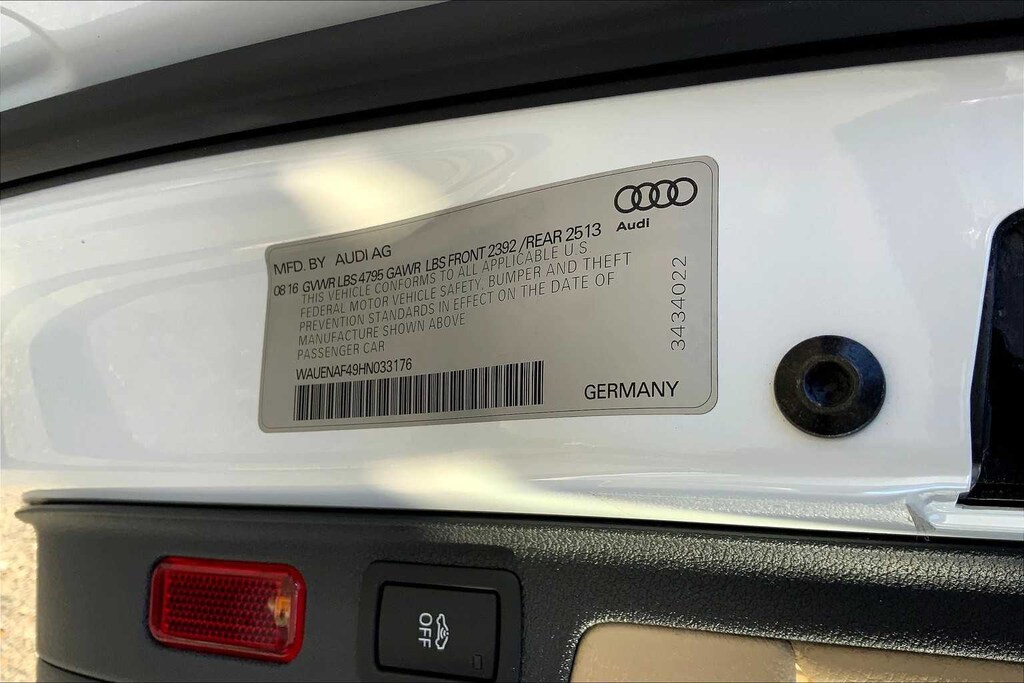 Audi
MFD. BY AUDI AG
08 16 GVWR LBS 4795 GAWR LBS FRONT 2392 / REAR 2513
THIS VEHICLE CONFORMS TO ALL APPLICABLE U.S.
FEDERAL MOTOR VEHICLE SAFETY, BUMPER AND THEFT
PREVENTION STANDARDS IN EFFECT ON THE DATE OF
MANUFACTURE SHOWN ABOVE
PASSENGER CAR
WAUENAF49HN033176
GERMANY
3434022
OFF